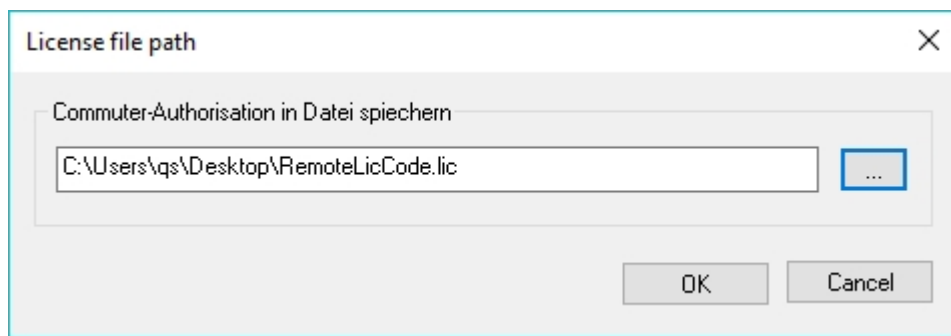 License file path
Commuter-Authorisation in Datei spiechern
C:\Users\qs\Desktop\RemoteLicCode.lic
...
OK
Cancel